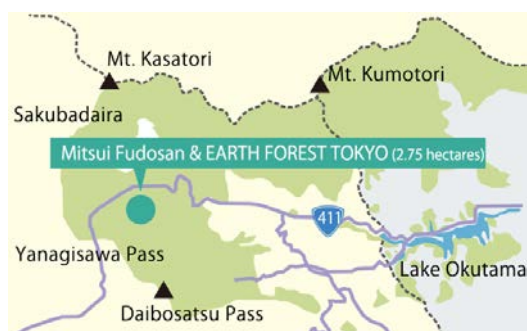 Mt. Kasatori
Mt. Kumotori
Sakubadaira
Mitsui Fudosan & EARTH FOREST TOKYO (2.75 hectares)
411
Yanagisawa Pass
Lake Okutama
Daibosatsu Pass